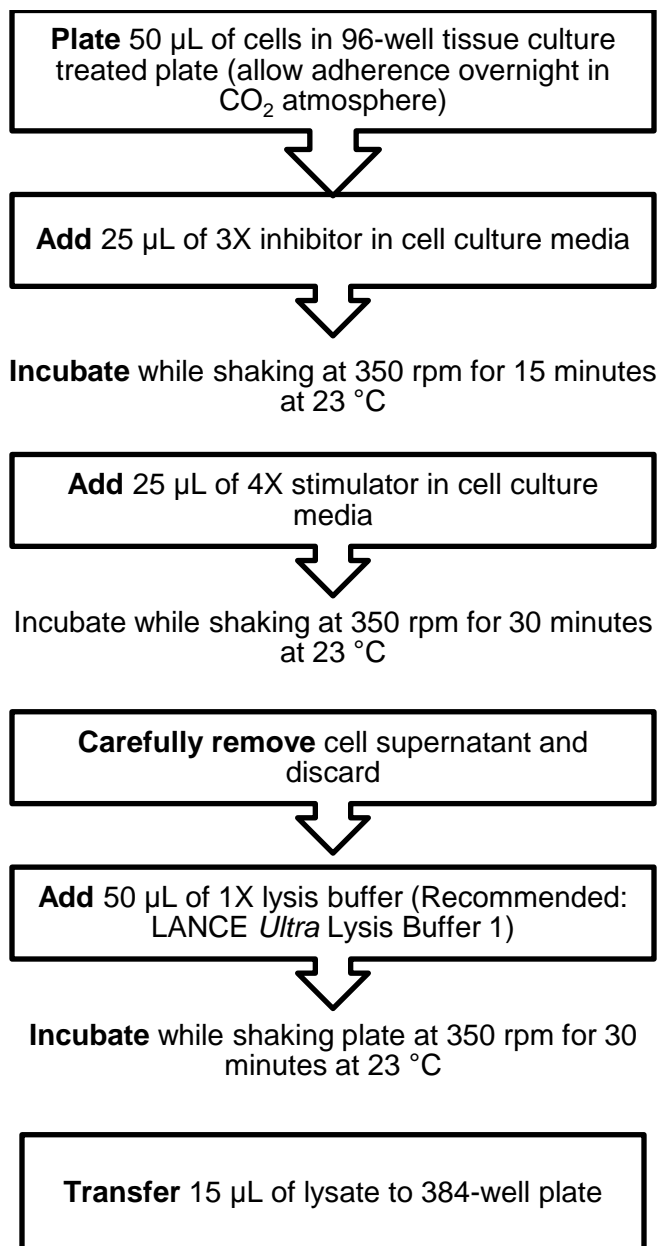 Plate 50 µL of cells in 96-well tissue culture
treated plate (allow adherence overnight in
CO₂ atmosphere)
Add 25 µL of 3X inhibitor in cell culture media
Incubate while shaking at 350 rpm for 15 minutes
at 23 °C
Add 25 µL of 4X stimulator in cell culture
media
Incubate while shaking at 350 rpm for 30 minutes
at 23 °C
Carefully remove cell supernatant and
discard
Add 50 µL of 1X lysis buffer (Recommended:
LANCE Ultra Lysis Buffer 1)
Incubate while shaking plate at 350 rpm for 30
minutes at 23 °C
Transfer 15 µL of lysate to 384-well plate